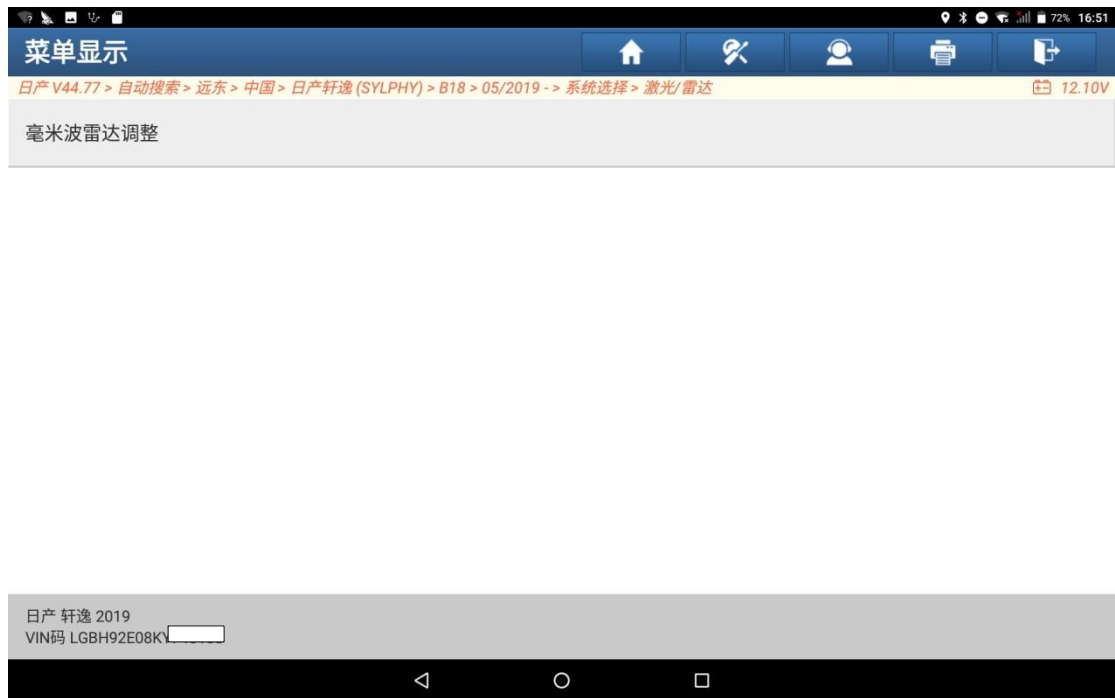 72% 16:51
菜单显示
日产 V44.77 > 自动搜索 > 远东 > 中国 > 日产轩逸 (SYLPHY) > B18 > 05/2019 - > 系统选择 > 激光/雷达
12.10V
毫米波雷达调整
日产 轩逸 2019
VIN码 LGBH92E08KY